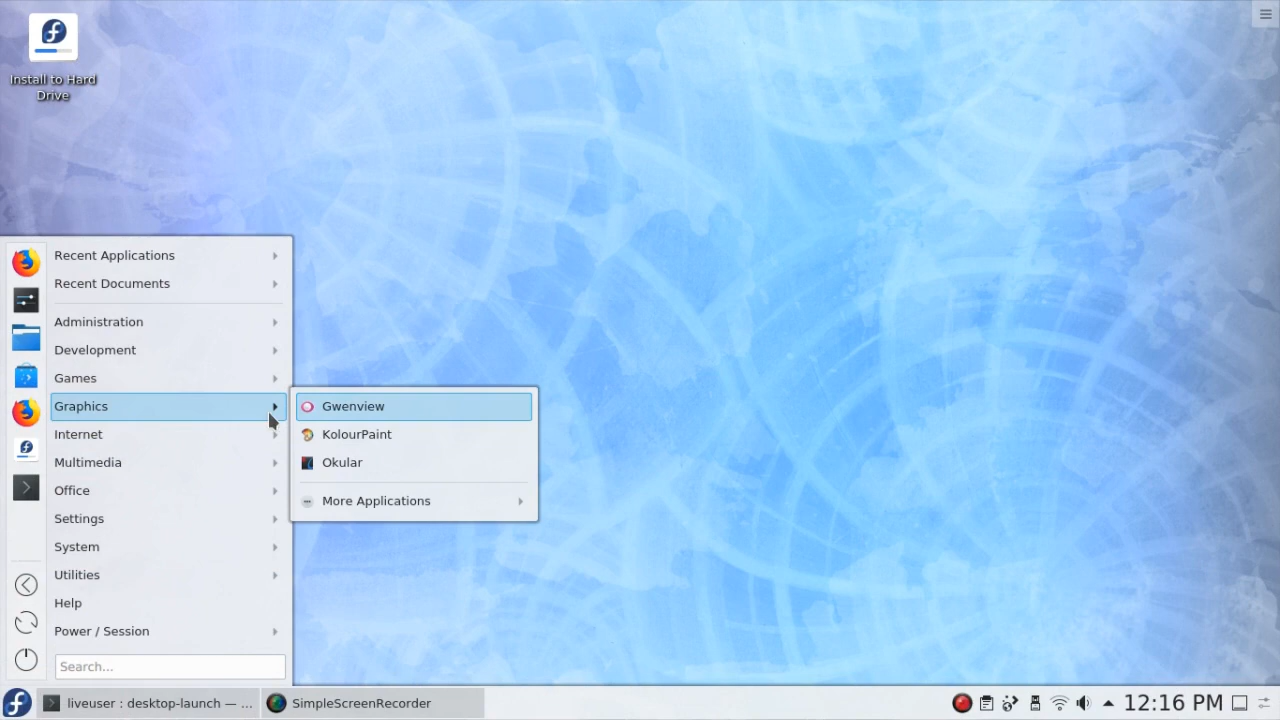 Install to Hard
Drive
Recent Applications
Recent Documents
Administration
Development
Games
Graphics
Internet
Multimedia
Office
Settings
System
Utilities
Help
Power / Session
Search...
Gwenview
KolourPaint
Okular
More Applications
liveuser : desktop-launch — ...
SimpleScreenRecorder
12:16 PM